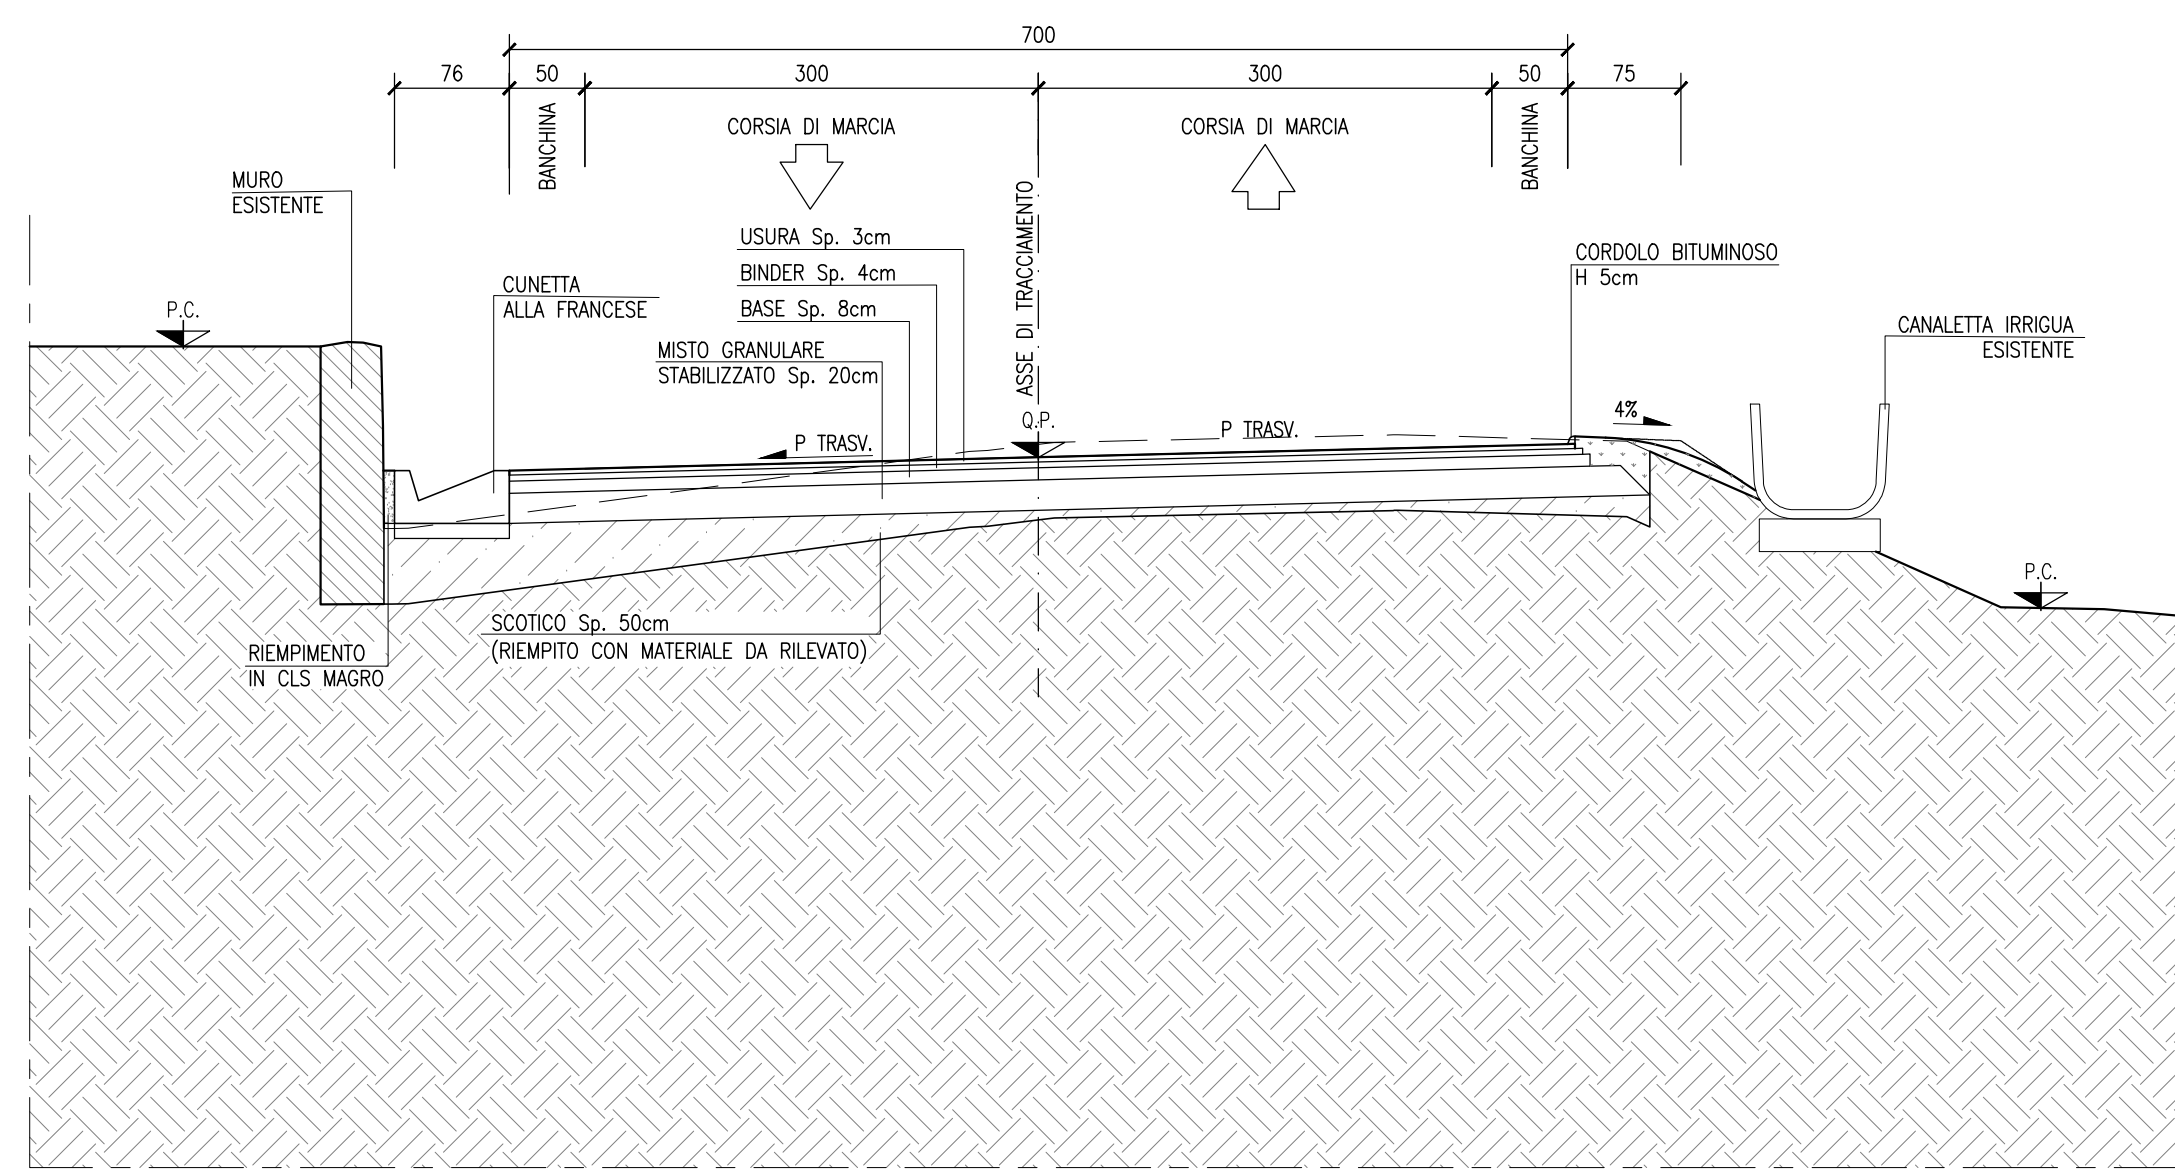 700
76
50
300
300
50
75
BANCHINA
CORSIA DI MARCIA
CORSIA DI MARCIA
BANCHINA
MURO
ESISTENTE
ASSE DI TRACCIAMENTO
USURA Sp. 3cm
BINDER Sp. 4cm
BASE Sp. 8cm
MISTO GRANULARE
STABILIZZATO Sp. 20cm
CUNETTA
ALLA FRANCESE
P.C.
CORDOLO BITUMINOSO
H 5cm
CANALETTA IRRIGUA
ESISTENTE
4%
Q.P.
P TRASV.
P TRASV.
P.C.
SCOTICO Sp. 50cm
(RIEMPITO CON MATERIALE DA RILEVATO)
RIEMPIMENTO
IN CLS MAGRO